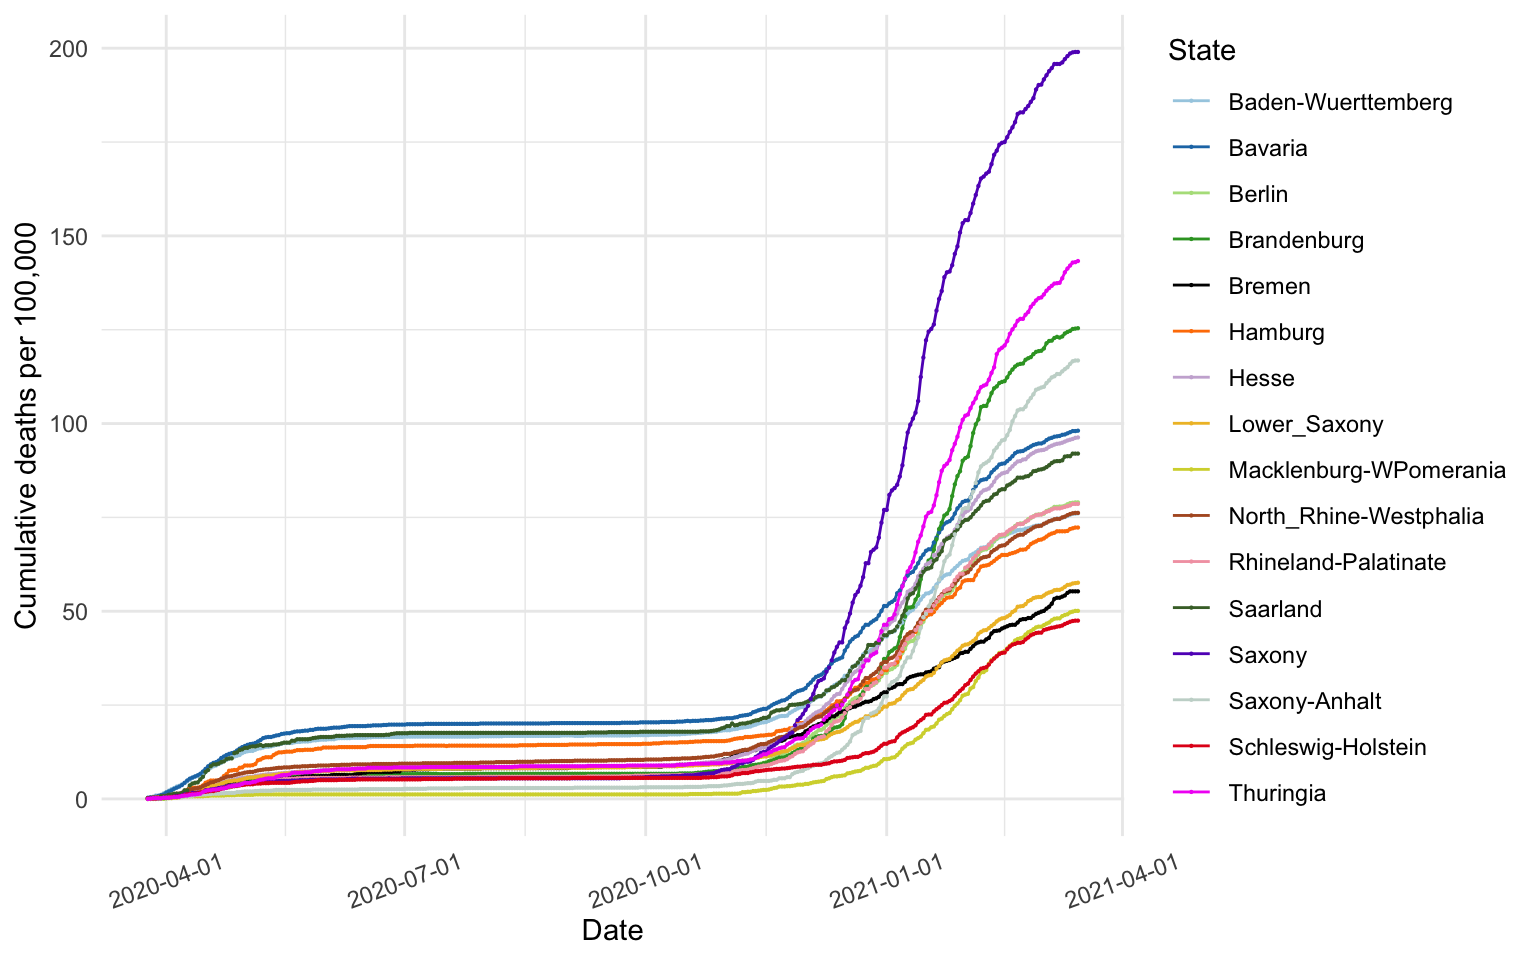 200
150
100
50
0
Cumulative deaths per 100,000
2020-04-01
2020-07-01
2020-10-01
2021-01-01
2021-04-01
Date
State
Baden-Wuerttemberg
Bavaria
Berlin
Brandenburg
Bremen
Hamburg
Hesse
Lower_Saxony
Macklenburg-WPomerania
North_Rhine-Westphalia
Rhineland-Palatinate
Saarland
Saxony
Saxony-Anhalt
Schleswig-Holstein
Thuringia